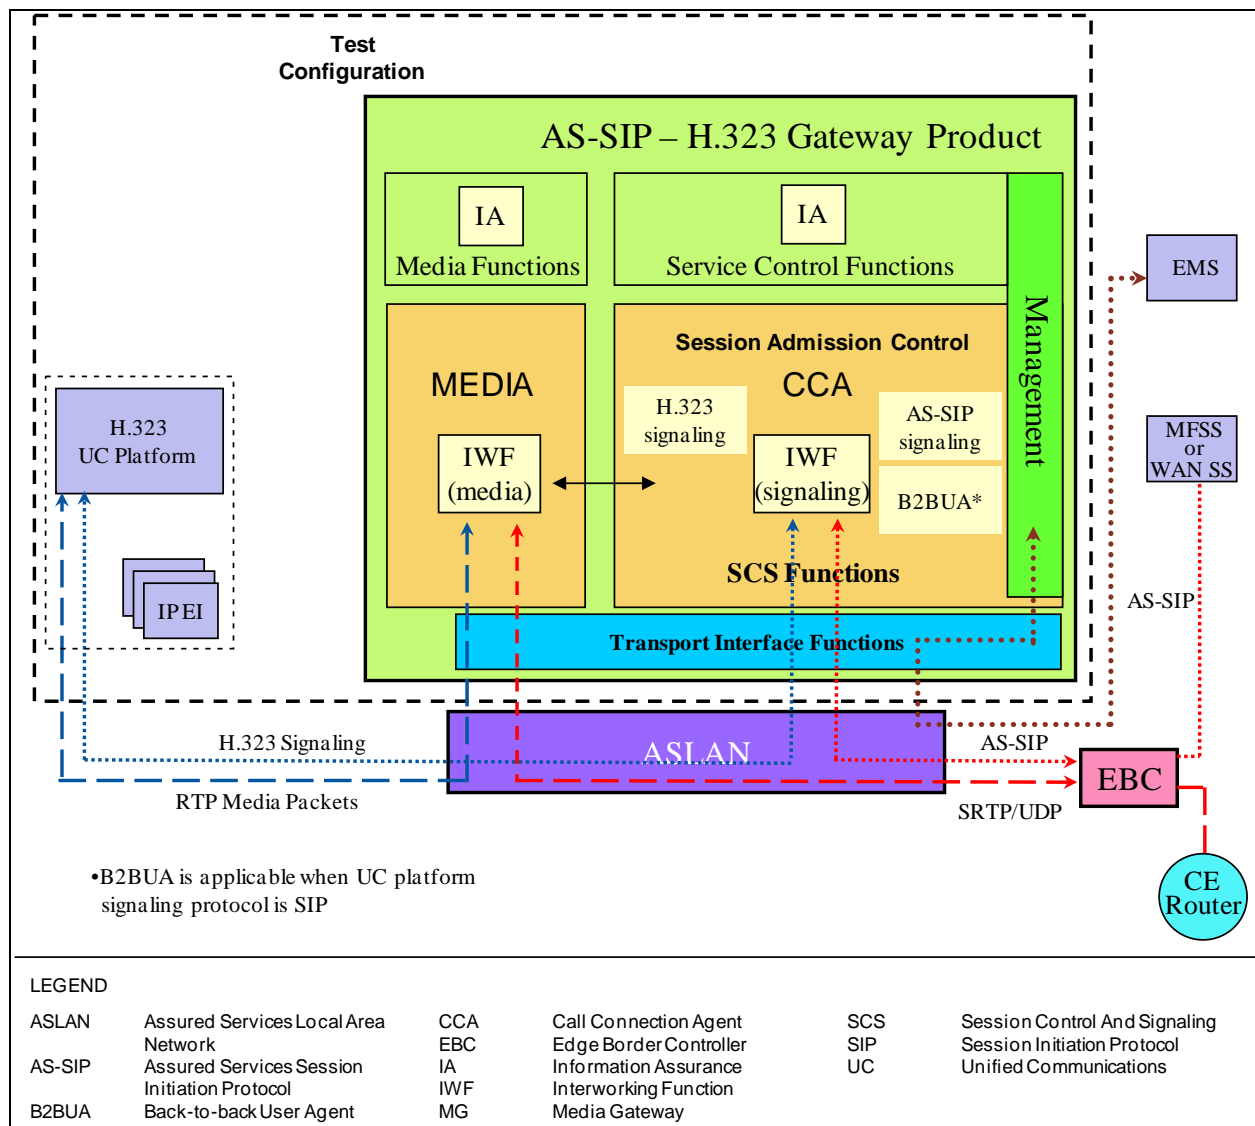 Test
Configuration
AS-SIP – H.323 Gateway Product
IA
Media Functions
IA
Service Control Functions
Management
EMS
Session Admission Control
MEDIA
CCA
H.323
signaling
AS-SIP
signaling
IWF
(media)
IWF
(signaling)
B2BUA*
SCS Functions
H.323
UC Platform
IPEI
MFSS
or
WAN SS
AS-SIP
Transport Interface Functions
H.323 Signaling
ASLAN
AS-SIP
RTP Media Packets
SRTP/UDP
EBC
CE
Router
•B2BUA is applicable when UC platform
signaling protocol is SIP
LEGEND
ASLAN Assured Services Local Area
Network
AS-SIP Assured Services Session
Initiation Protocol
B2BUA Back-to-back User Agent
CCA Call Connection Agent
EBC Edge Border Controller
IA Information Assurance
IWF Interworking Function
MG Media Gateway
SCS Session Control And Signaling
SIP Session Initiation Protocol
UC Unified Communications